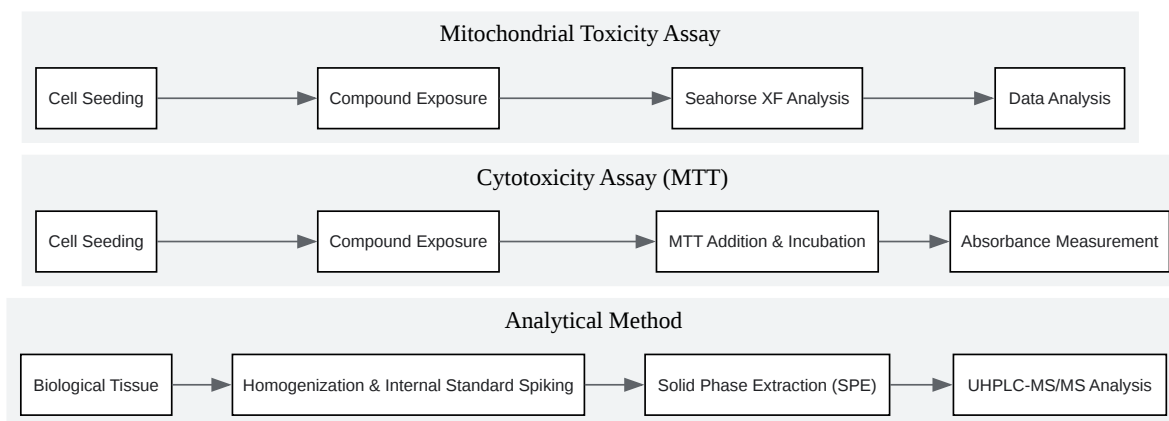 Mitochondrial Toxicity Assay
Cell Seeding
Compound Exposure
Seahorse XF Analysis
Data Analysis
Cytotoxicity Assay (MTT)
Cell Seeding
Compound Exposure
MTT Addition & Incubation
Absorbance Measurement
Analytical Method
Biological Tissue
Homogenization & Internal Standard Spiking
Solid Phase Extraction (SPE)
UHPLC-MS/MS Analysis